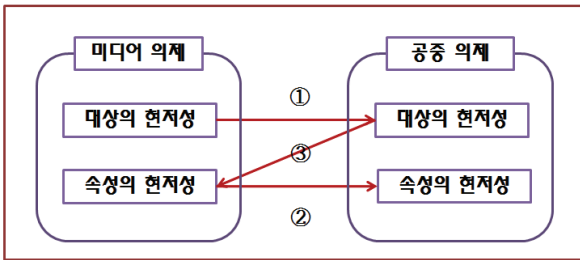 미디어 의제
공중 의제
①
대상의 현저성
대상의 현저성
③
속성의 현저성
속성의 현저성
②